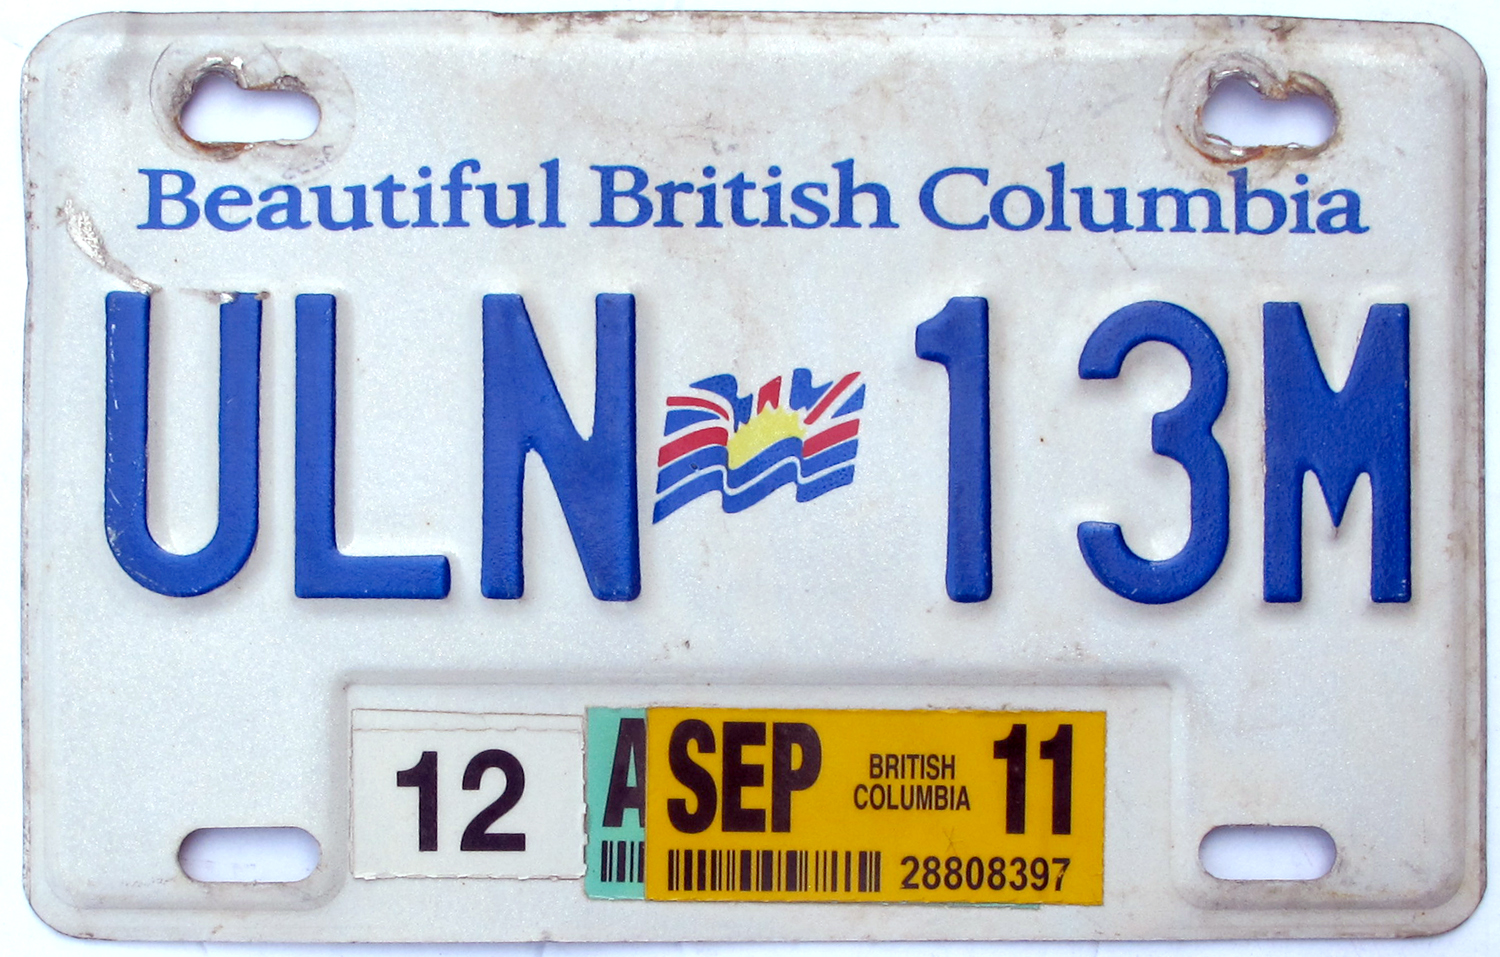 Beautiful British Columbia
ULN 13M
12 A SEP BRITISH COLUMBIA 11
28808397